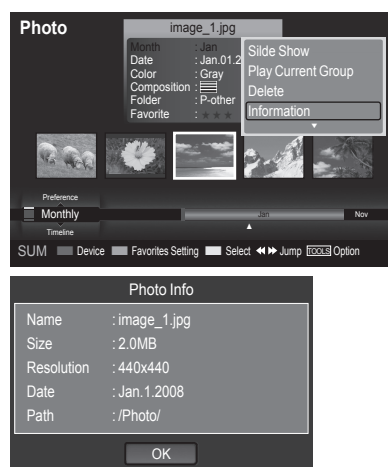 Photo
image_1.jpg
Month : Jan
Date : Jan.01.2
Color : Gray
Composition :
Folder : P-other
Favorite : ★★★
Silde Show
Play Current Group
Delete
Information
Preference
Monthly
Timeline
Jan
Nov
SUM Device Favorites Setting Select ◄◄ ►► Jump TOOLS Option
Photo Info
Name : image_1.jpg
Size : 2.0MB
Resolution : 440x440
Date : Jan.1.2008
Path : /Photo/
OK